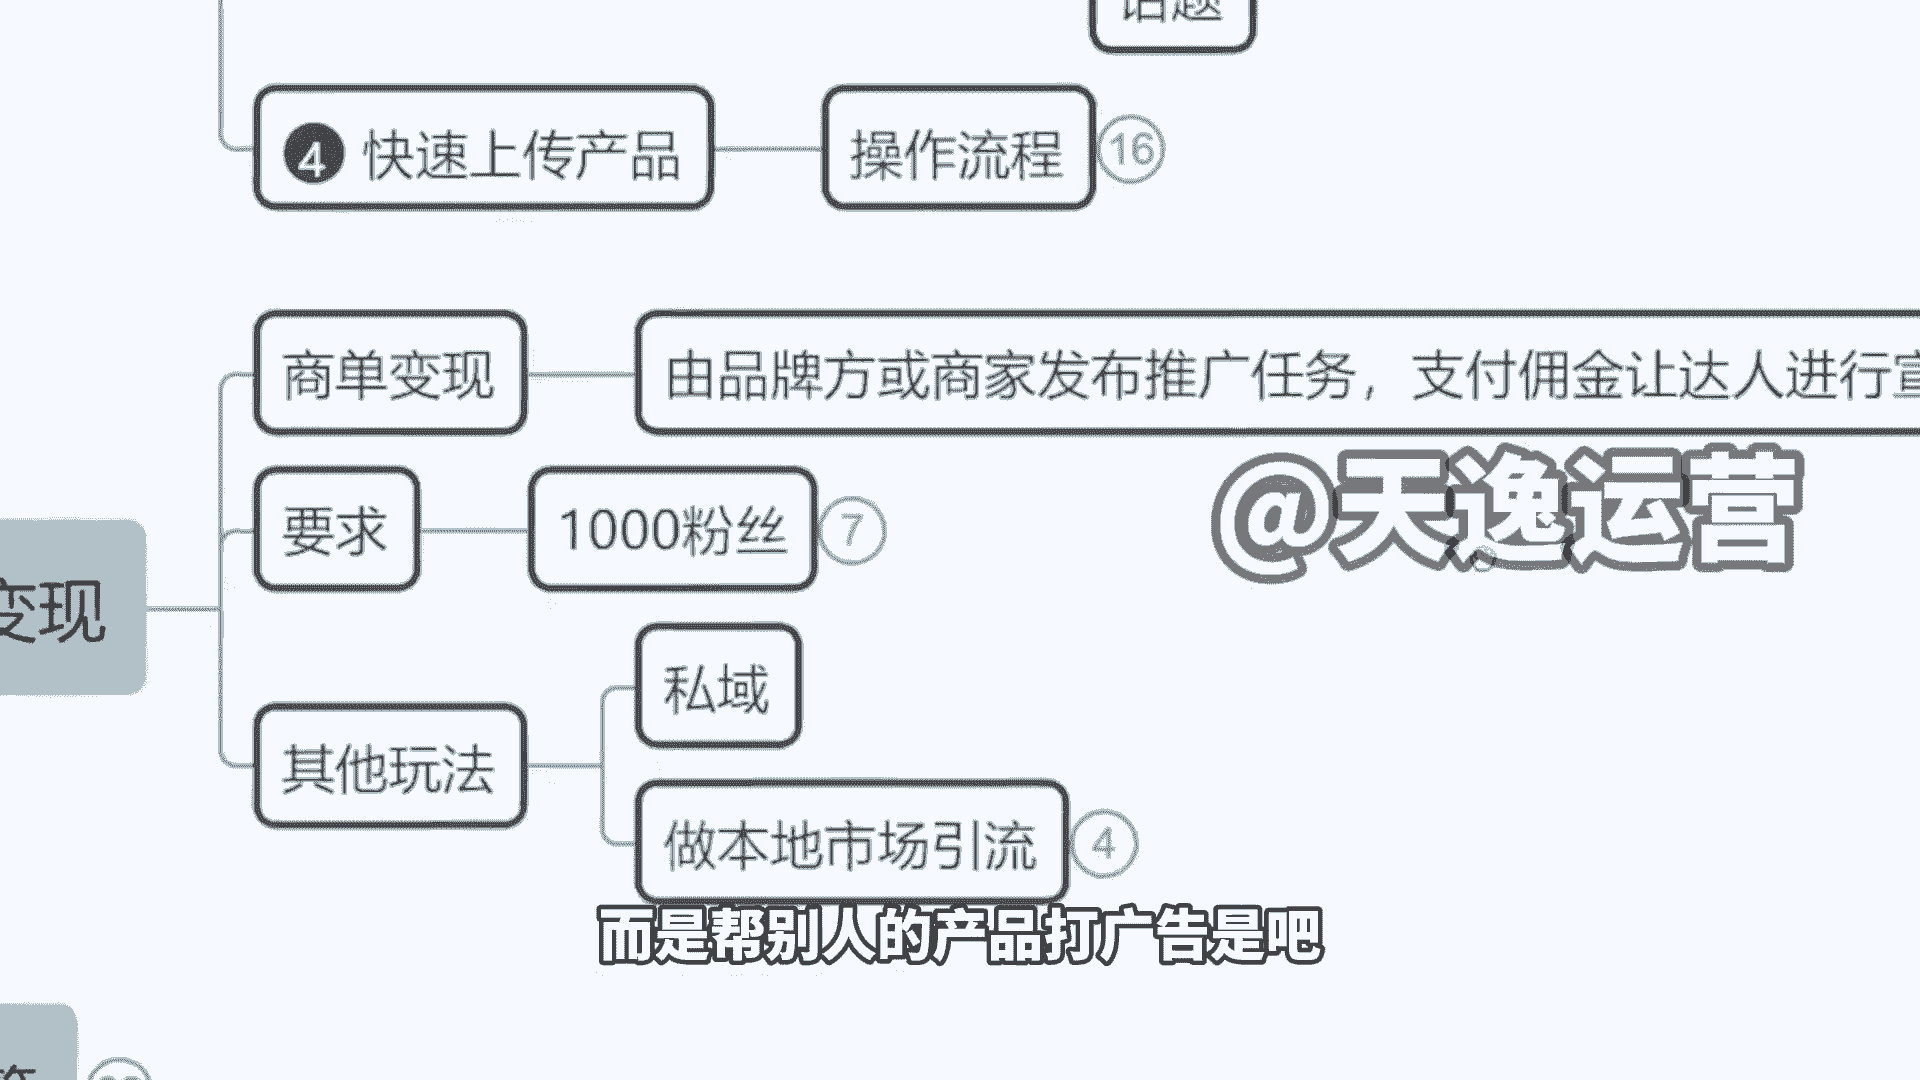 话题
4 快速上传产品
操作流程
16
商单变现
由品牌方或商家发布推广任务，支付佣金让达人进行宣
要求
1000粉丝
7
@天逸运营
变现
私域
其他玩法
做本地市场引流
4
而是帮别人的产品打广告是吧